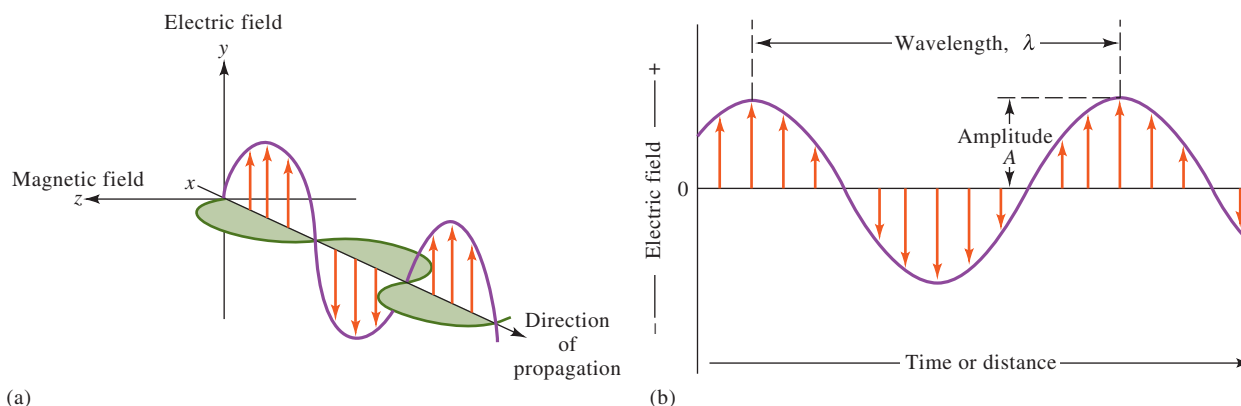 Electric field
y
Magnetic field
x
z
Direction
of
propagation
(a)
Wavelength, λ
+
Electric field
−
0
Amplitude
A
Time or distance
(b)